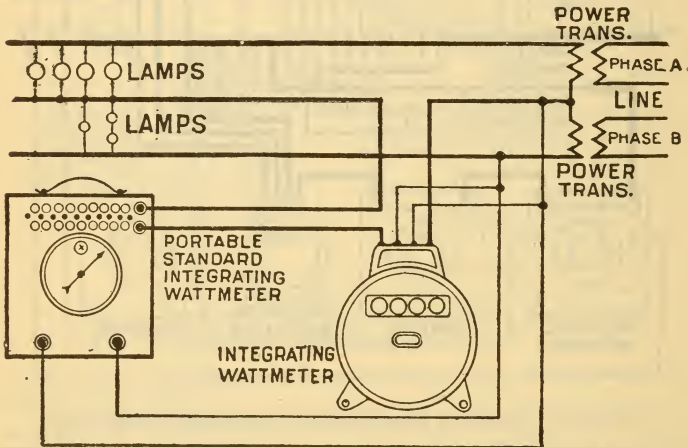 POWER
TRANS.
PHASE A.
LAMPS
LINE
LAMPS
PHASE B
POWER
TRANS.
PORTABLE
STANDARD
INTEGRATING
WATTMETER
INTEGRATING
WATTMETER